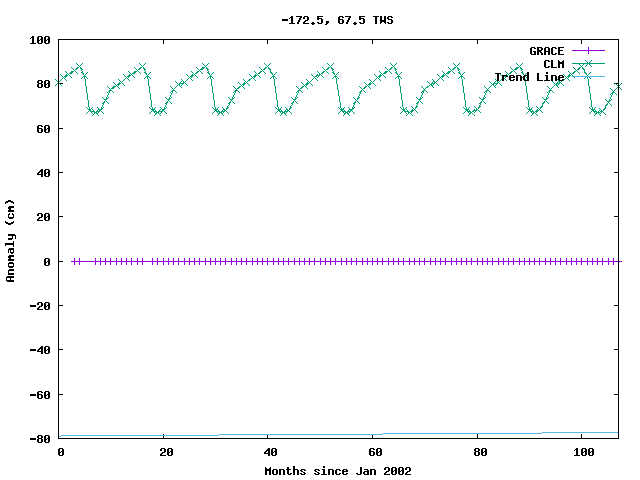 -172.5, 67.5 TWS
GRACE
CLM
Trend Line
100
80
60
40
20
0
-20
-40
-60
-80
Anomaly (cm)
0 20 40 60 80 100
Months since Jan 2002